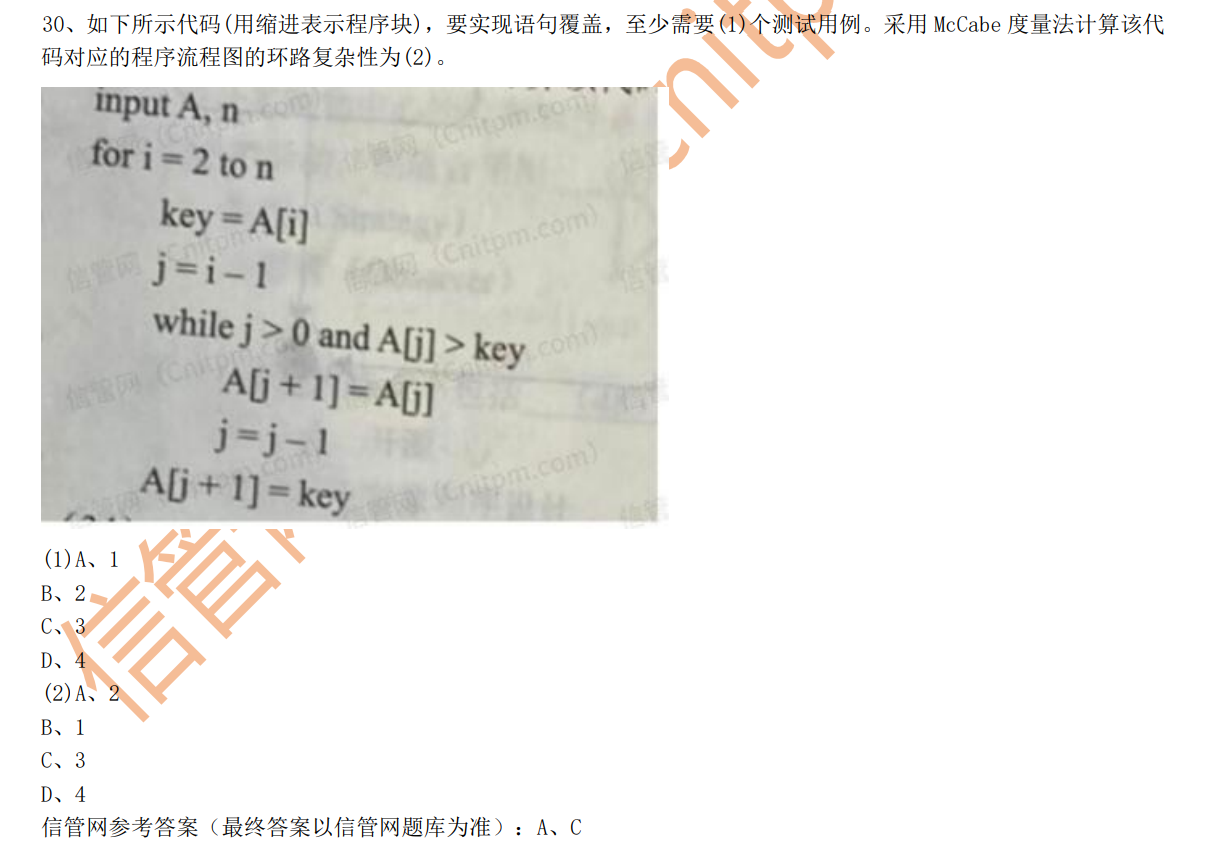 30、如下所示代码(用缩进表示程序块)，要实现语句覆盖，至少需要(1)个测试用例。采用 McCabe 度量法计算该代
码对应的程序流程图的环路复杂性为(2)。
input A, n
for i = 2 to n
key = A[i]
j = i – 1
while j > 0 and A[j] > key
A[j + 1] = A[j]
j = j – 1
A[j + 1] = key
(1)A、1
B、2
C、3
D、4
(2)A、2
B、1
C、3
D、4
信管网参考答案（最终答案以信管网题库为准）：A、C